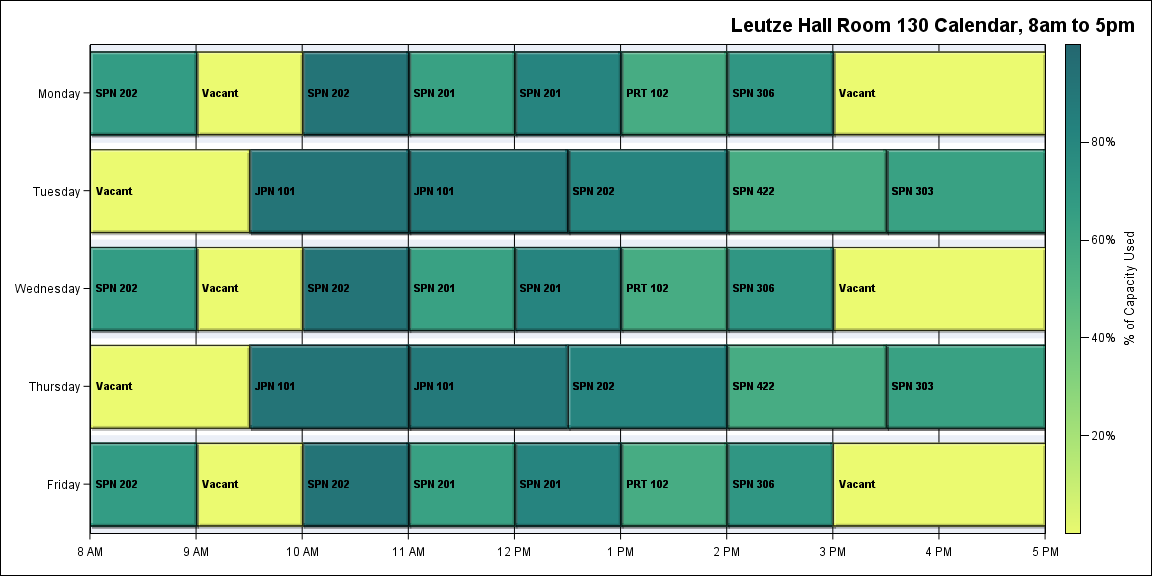 Leutze Hall Room 130 Calendar, 8am to 5pm
Monday
SPN 202
Vacant
SPN 202
SPN 201
SPN 201
PRT 102
SPN 306
Vacant
Tuesday
Vacant
JPN 101
JPN 101
SPN 202
SPN 422
SPN 303
Wednesday
SPN 202
Vacant
SPN 202
SPN 201
SPN 201
PRT 102
SPN 306
Vacant
Thursday
Vacant
JPN 101
JPN 101
SPN 202
SPN 422
SPN 303
Friday
SPN 202
Vacant
SPN 202
SPN 201
SPN 201
PRT 102
SPN 306
Vacant
8 AM
9 AM
10 AM
11 AM
12 PM
1 PM
2 PM
3 PM
4 PM
5 PM
80%
60%
40%
20%
% of Capacity Used